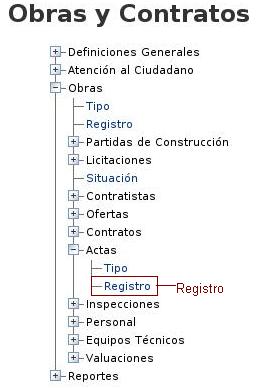 Obras y Contratos
Definiciones Generales
Atención al Ciudadano
Obras
Tipo
Registro
Partidas de Construcción
Licitaciones
Situación
Contratistas
Ofertas
Contratos
Actas
Tipo
Registro Registro
Inspecciones
Personal
Equipos Técnicos
Valuaciones
Reportes